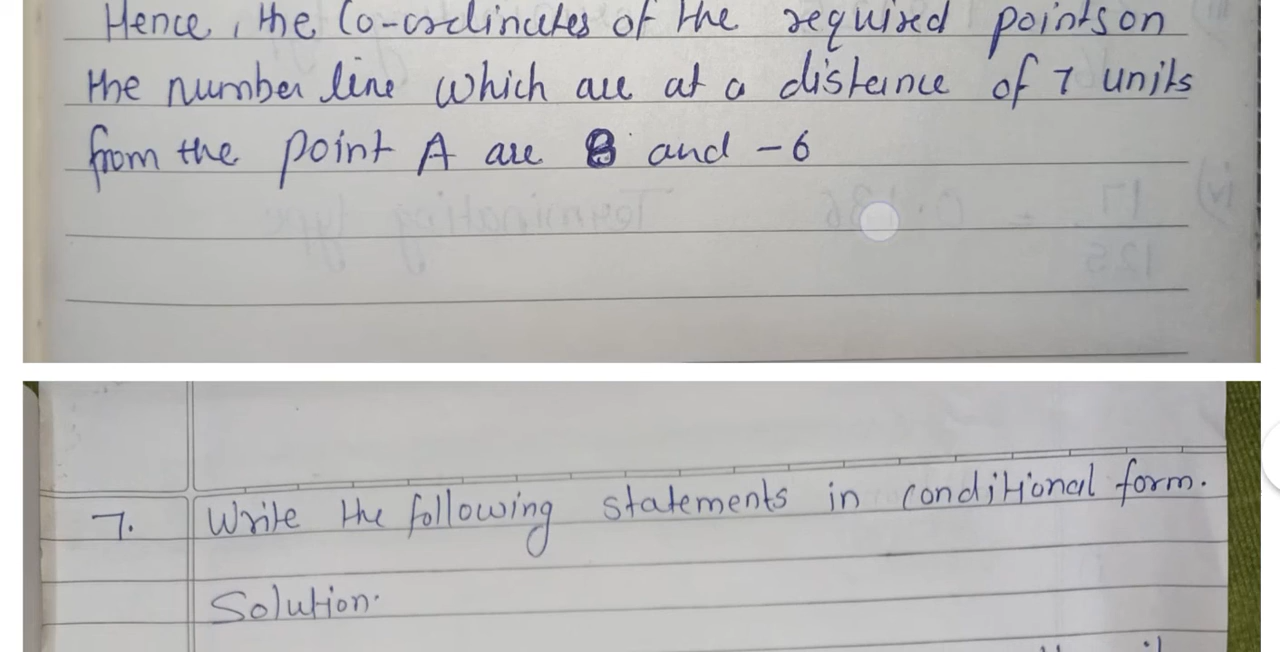 Hence, the Co-ordinates of the required points on
the number line which are at a distance of 7 units
from the point A are 8 and -6
7. Write the following statements in conditional form.
Solution.